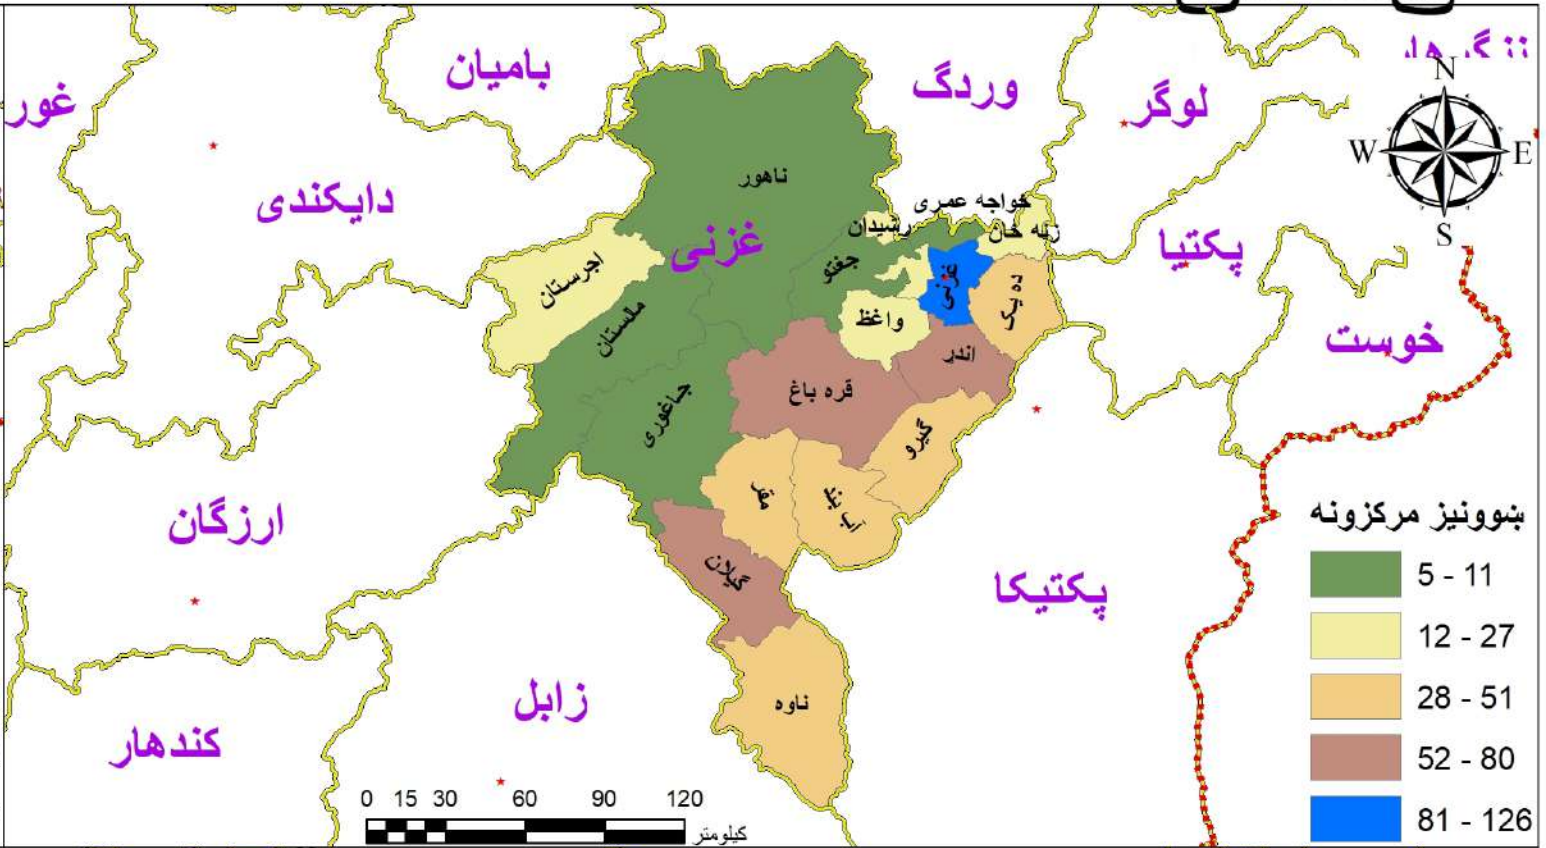 بامیان
وردگ
لوگر
غور
N
W
E
S
دایکندی
ناهور
خواجه عمری
رشیدان
زنه خان
پکتیا
غزنی
جغتو
اجرستان
غزنی
ده یک
ملستان
واغظ
خوست
اندر
قره باغ
جاغوری
گیرو
مقر
آب بند
ارزگان
گیلان
پکتیکا
ناوه
زابل
کندهار
ښوونیز مرکزونه
5 - 11
12 - 27
28 - 51
52 - 80
81 - 126
0 15 30 60 90 120
کیلومتر